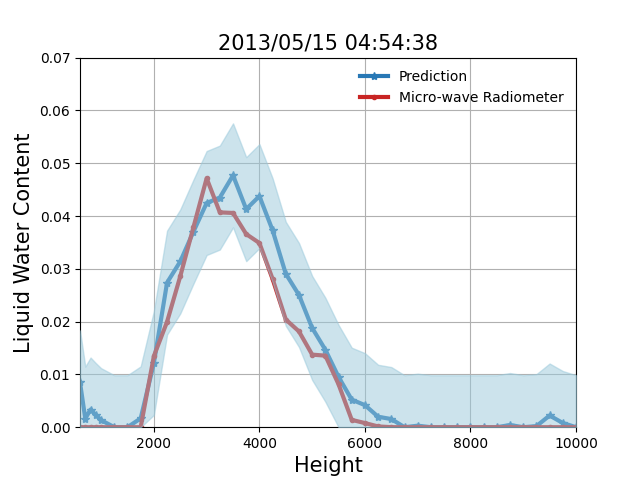 2013/05/15 04:54:38
Prediction
Micro-wave Radiometer
Liquid Water Content
0.07
0.06
0.05
0.04
0.03
0.02
0.01
0.00
2000 4000 6000 8000 10000
Height